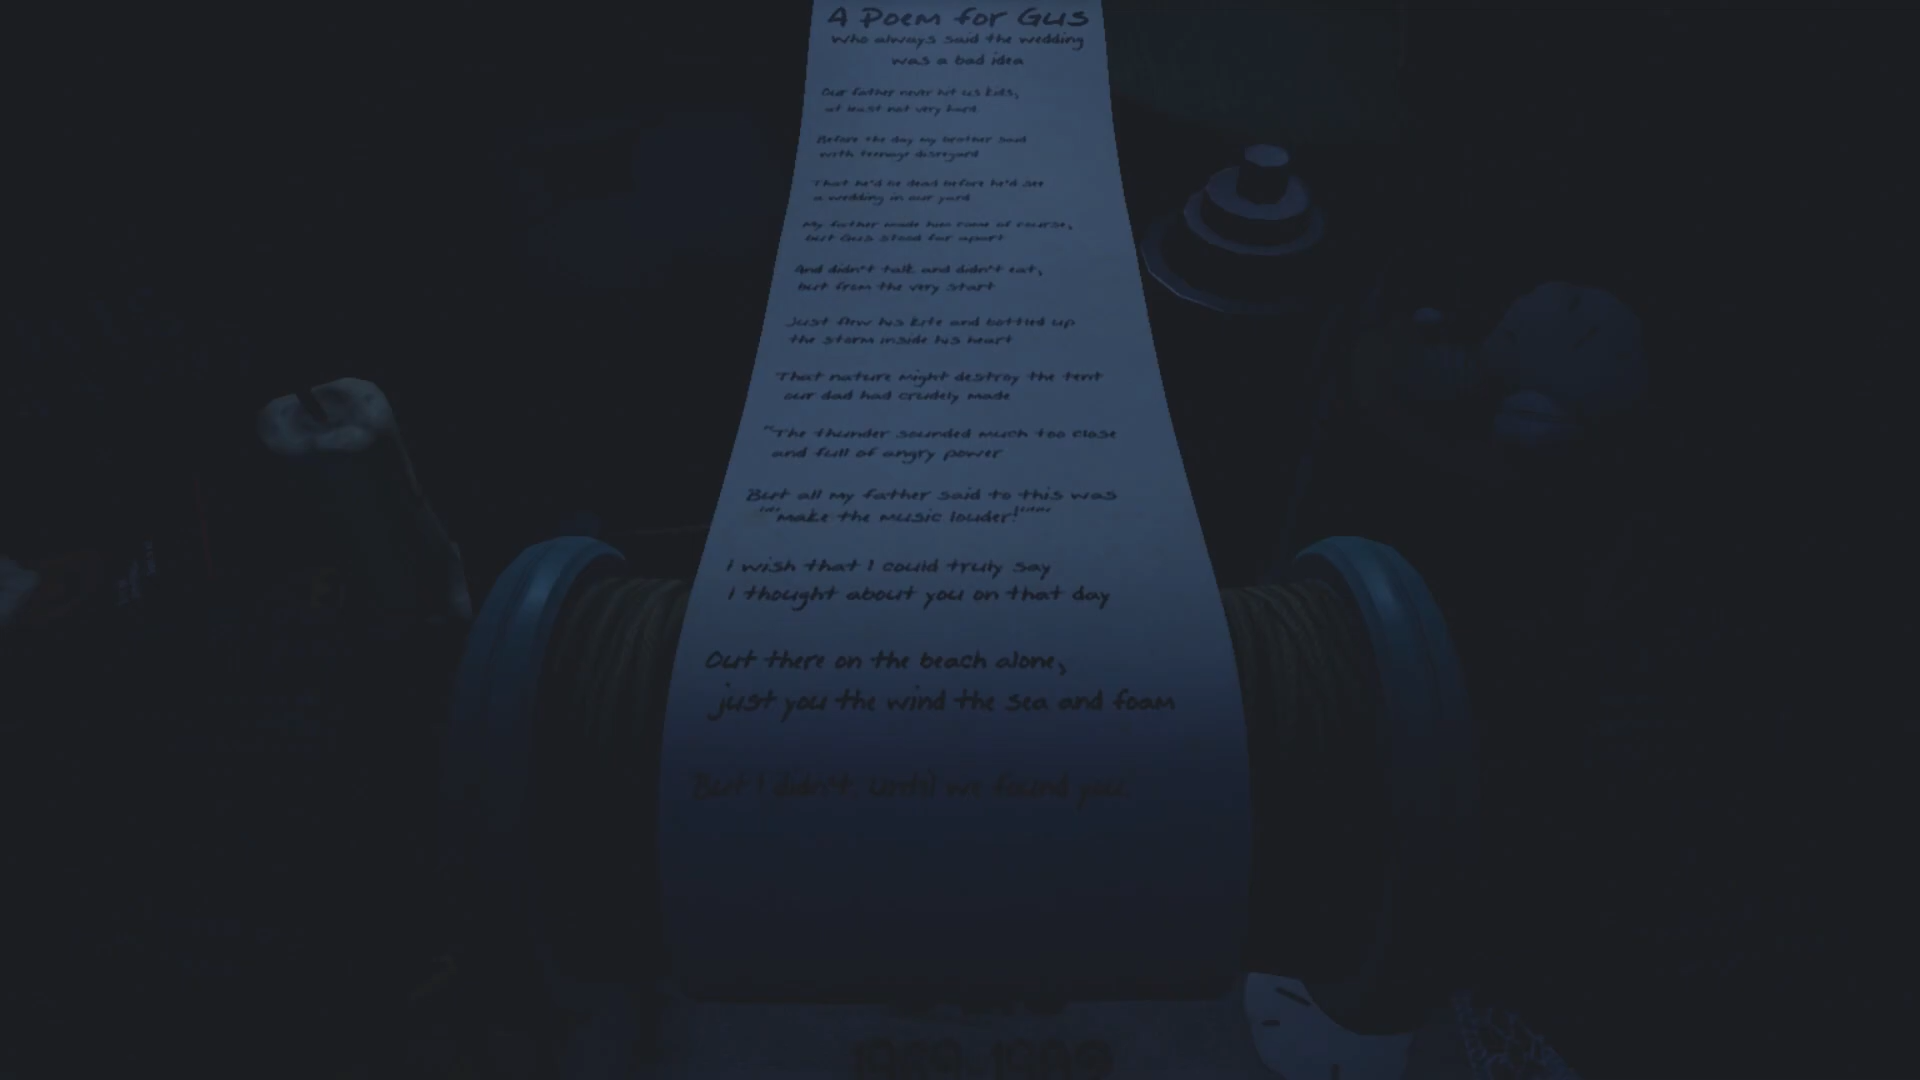 A Poem for Gus
Who always said the wedding
was a bad idea
Our father never hit us kids,
at least not very hard
Before the day my brother said
with teenage disregard
That he'd be dead before he'd see
a wedding in our yard
My father made him come of course,
but Gus stood far apart
And didn't talk and didn't eat,
but from the very start
Just flew his kite and bottled up
the storm inside his heart
That nature might destroy the tent
our dad had crudely made
"The thunder sounded much too close
and full of angry power
But all my father said to this was
""make the music louder!""
I wish that I could truly say
I thought about you on that day
Out there on the beach alone,
just you the wind the sea and foam
But I didn't, until we found you.